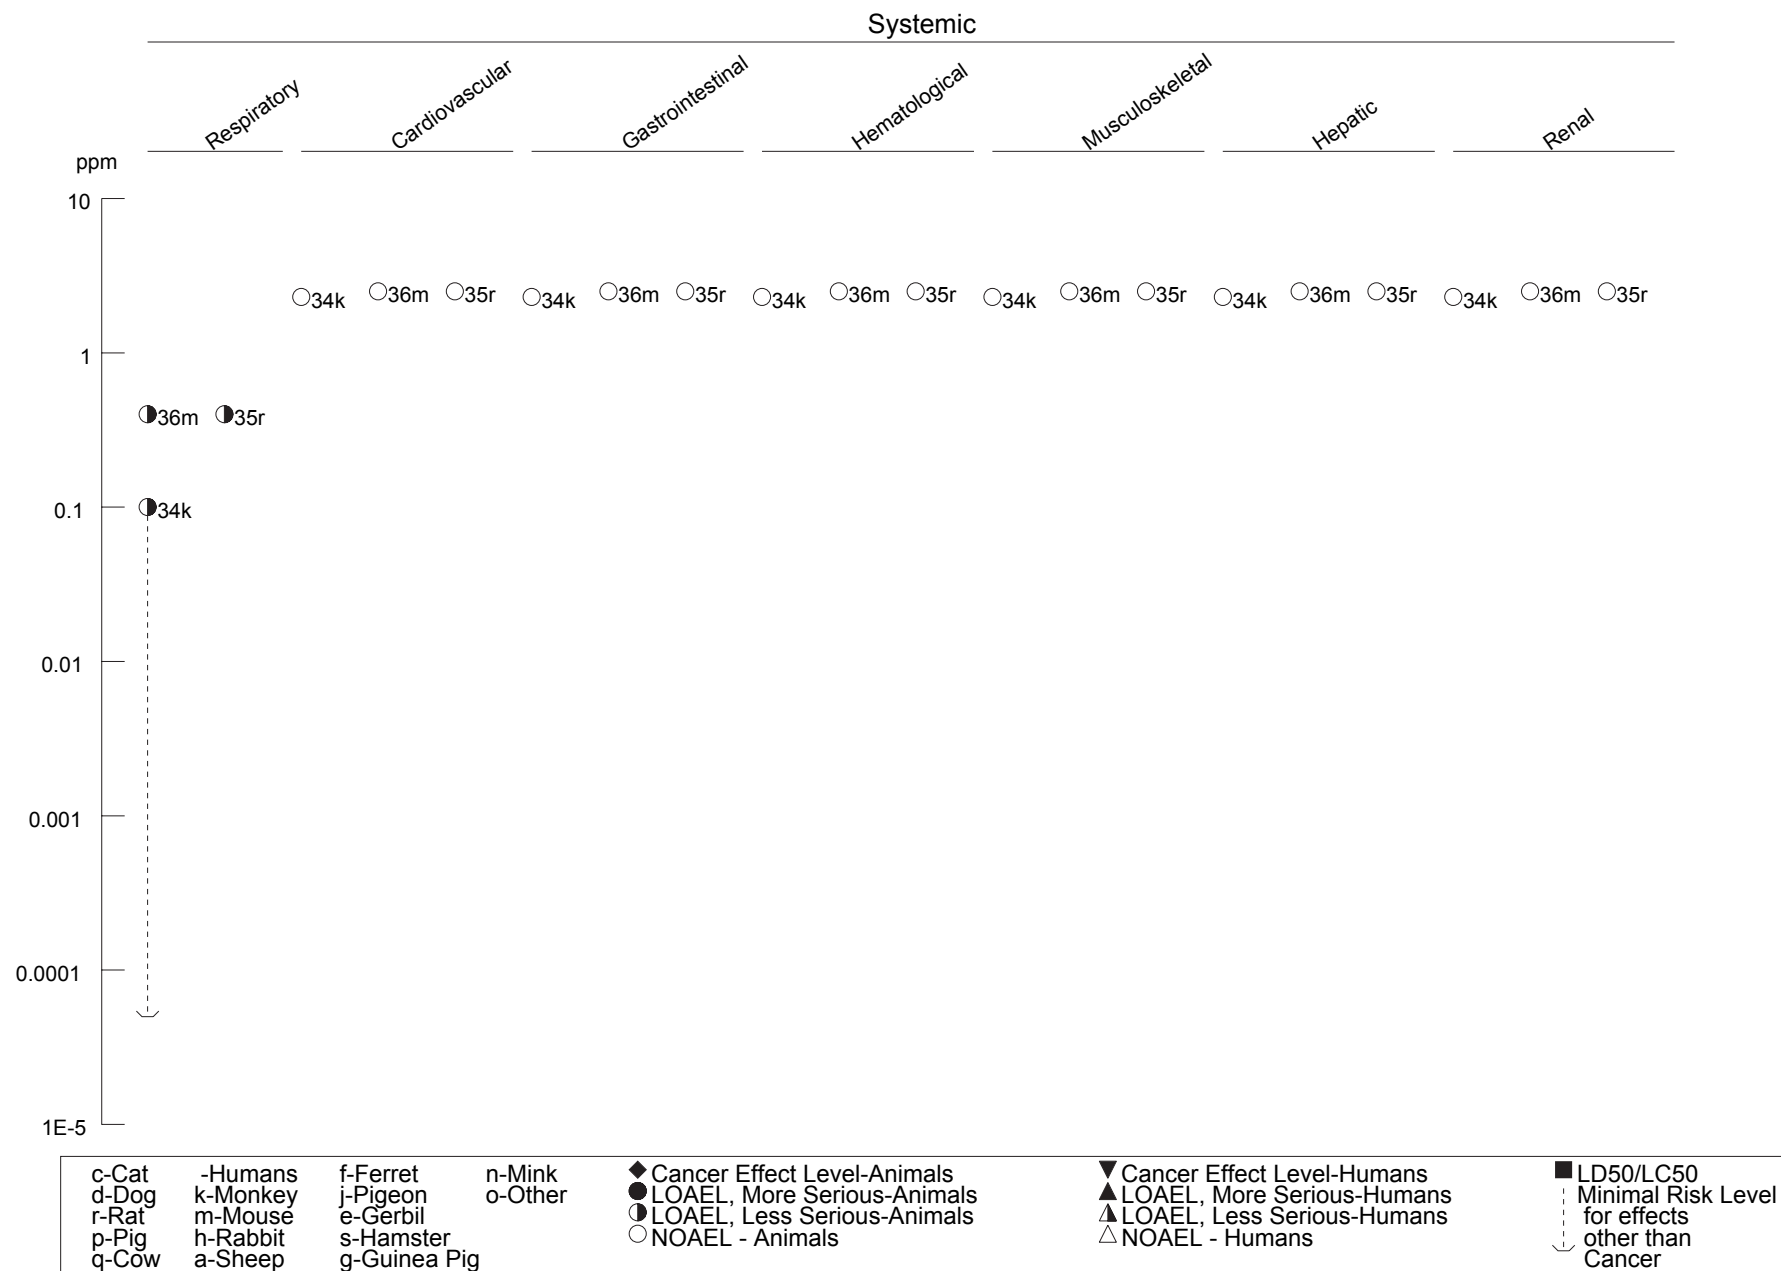 Systemic
Respiratory Cardiovascular Gastrointestinal Hematological Musculoskeletal Hepatic Renal
ppm
10
34k 36m 35r 34k 36m 35r 34k 36m 35r 34k 36m 35r 34k 36m 35r 34k 36m 35r
1
36m 35r
0.1 34k
0.01
0.001
0.0001
1E-5
c-Cat -Humans f-Ferret n-Mink Cancer Effect Level-Animals Cancer Effect Level-Humans LD50/LC50
d-Dog k-Monkey j-Pigeon o-Other LOAEL, More Serious-Animals LOAEL, More Serious-Humans Minimal Risk Level
r-Rat m-Mouse e-Gerbil LOAEL, Less Serious-Animals LOAEL, Less Serious-Humans for effects
p-Pig h-Rabbit s-Hamster NOAEL - Animals NOAEL - Humans other than
q-Cow a-Sheep g-Guinea Pig Cancer